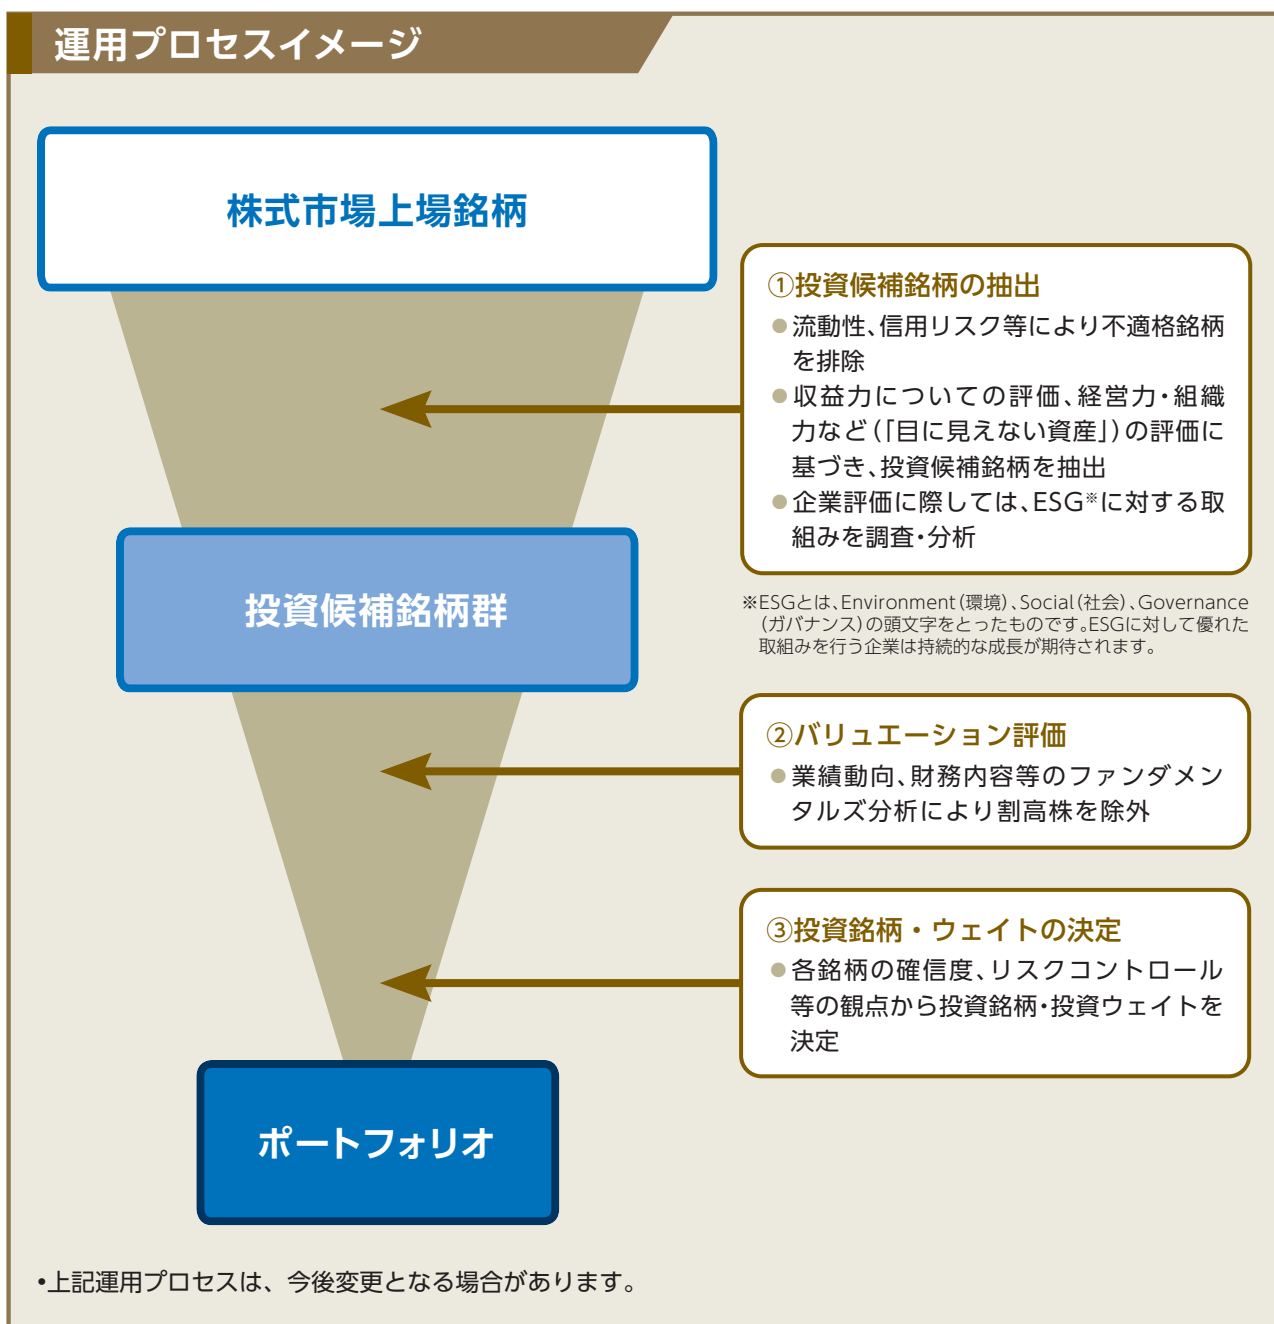 運用プロセスイメージ
株式市場上場銘柄
①投資候補銘柄の抽出
●流動性、信用リスク等により不適格銘柄
を排除
●収益力についての評価、経営力・組織
力など(「目に見えない資産」)の評価に
基づき、投資候補銘柄を抽出
●企業評価に際しては、ESG※に対する取
組みを調査・分析
投資候補銘柄群
※ESGとは、Environment(環境)、Social(社会)、Governance
(ガバナンス)の頭文字をとったものです。ESGに対して優れた
取組みを行う企業は持続的な成長が期待されます。
②バリュエーション評価
●業績動向、財務内容等のファンダメン
タルズ分析により割高株を除外
③投資銘柄・ウェイトの決定
●各銘柄の確信度、リスクコントロール
等の観点から投資銘柄・投資ウェイトを
決定
ポートフォリオ
•上記運用プロセスは、今後変更となる場合があります。